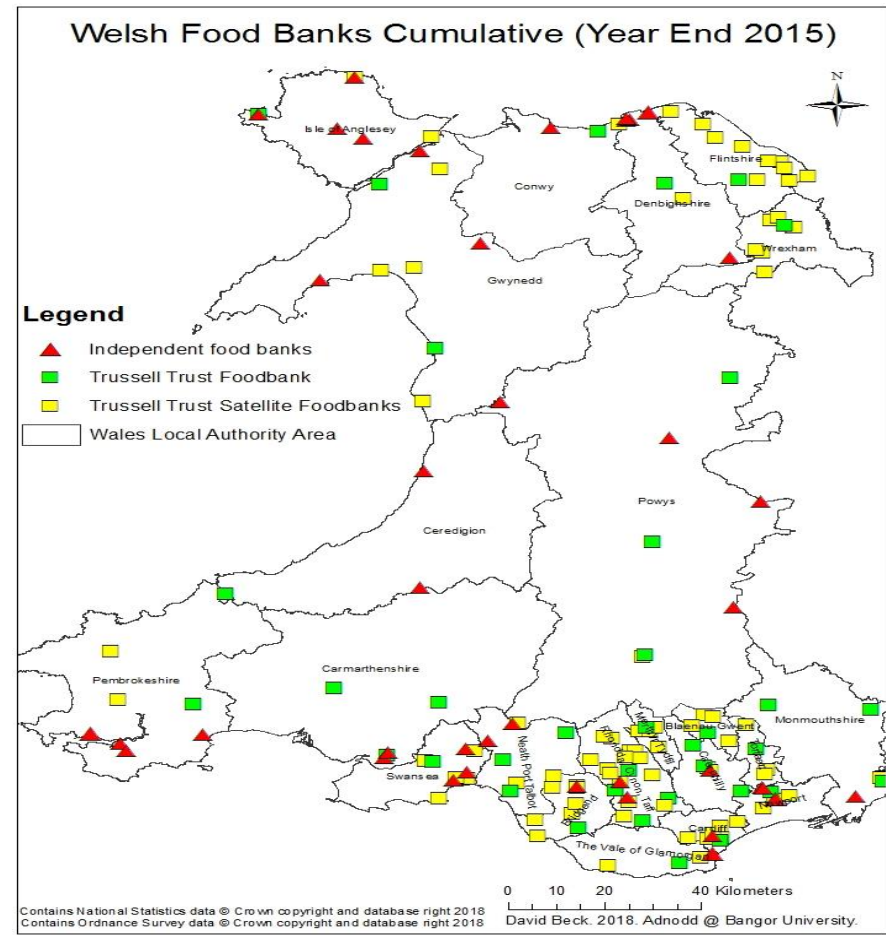 Welsh Food Banks Cumulative (Year End 2015)
N
Isle of Anglesey
Flintshire
Conwy
Denbighshire
Wrexham
Gwynedd
Legend
Independent food banks
Trussell Trust Foodbank
Trussell Trust Satellite Foodbanks
Wales Local Authority Area
Powys
Ceredigion
Pembrokeshire
Carmarthenshire
Blaenau Gwent
Monmouthshire
Neath Port Talbot
Swansea
Caerphilly
Bridgend
Newport
Cardiff
The Vale of Glamorgan
0 10 20 40 Kilometers
Contains National Statistics data © Crown copyright and database right 2018
Contains Ordnance Survey data © Crown copyright and database right 2018
David Beck. 2018. Adnodd @ Bangor University.